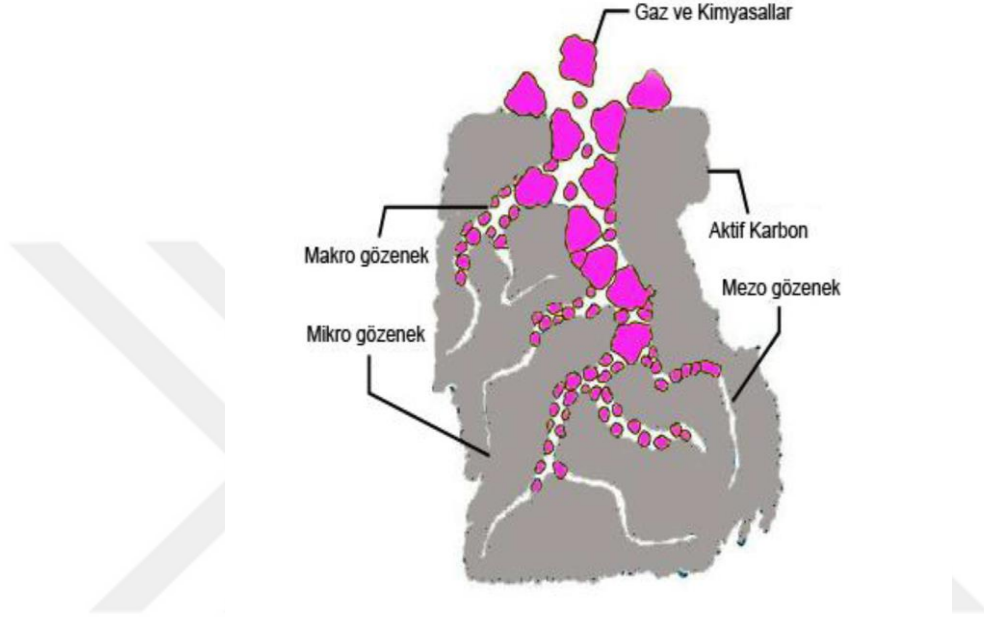 Gaz ve Kimyasallar
Aktif Karbon
Makro gözenek
Mezo gözenek
Mikro gözenek